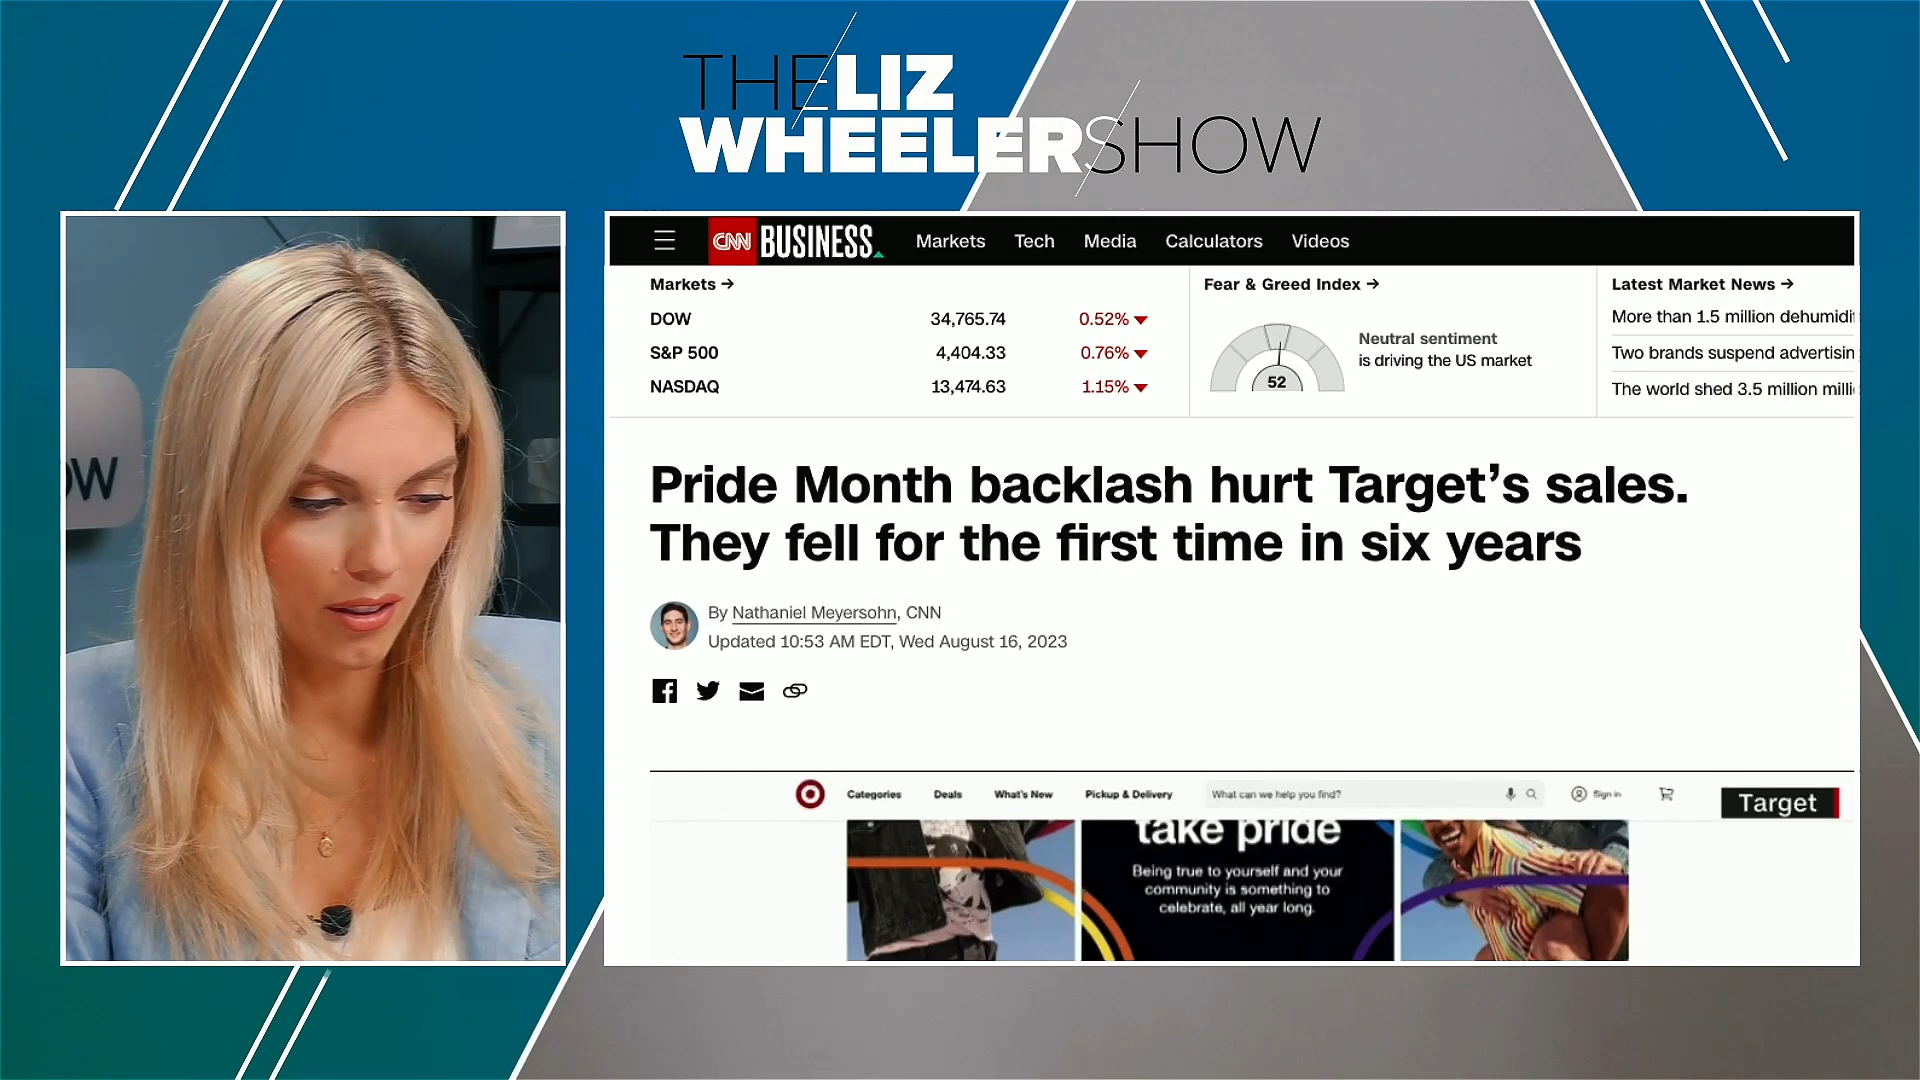 THE LIZ
WHEELER SHOW
OW
CNN BUSINESS Markets Tech Media Calculators Videos
Markets →
DOW 34,765.74 0.52%
S&P 500 4,404.33 0.76%
NASDAQ 13,474.63 1.15%
Fear & Greed Index →
52
Neutral sentiment
is driving the US market
Latest Market News →
More than 1.5 million dehumidi
Two brands suspend advertisin
The world shed 3.5 million milli
Pride Month backlash hurt Target’s sales.
They fell for the first time in six years
By Nathaniel Meyersohn, CNN
Updated 10:53 AM EDT, Wed August 16, 2023
Categories Deals What's New Pickup & Delivery What can we help you find? Sign in
Target
take pride
Being true to yourself and your
community is something to
celebrate, all year long.